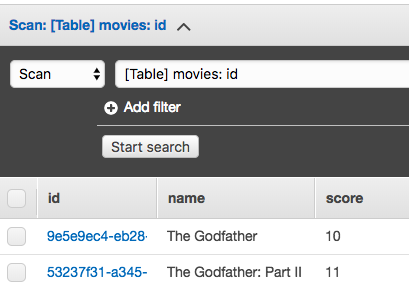 Scan: [Table] movies: id
Scan [Table] movies: id
Add filter
Start search
id name score
9e5e9ec4-eb28- The Godfather 10
53237f31-a345- The Godfather: Part II 11